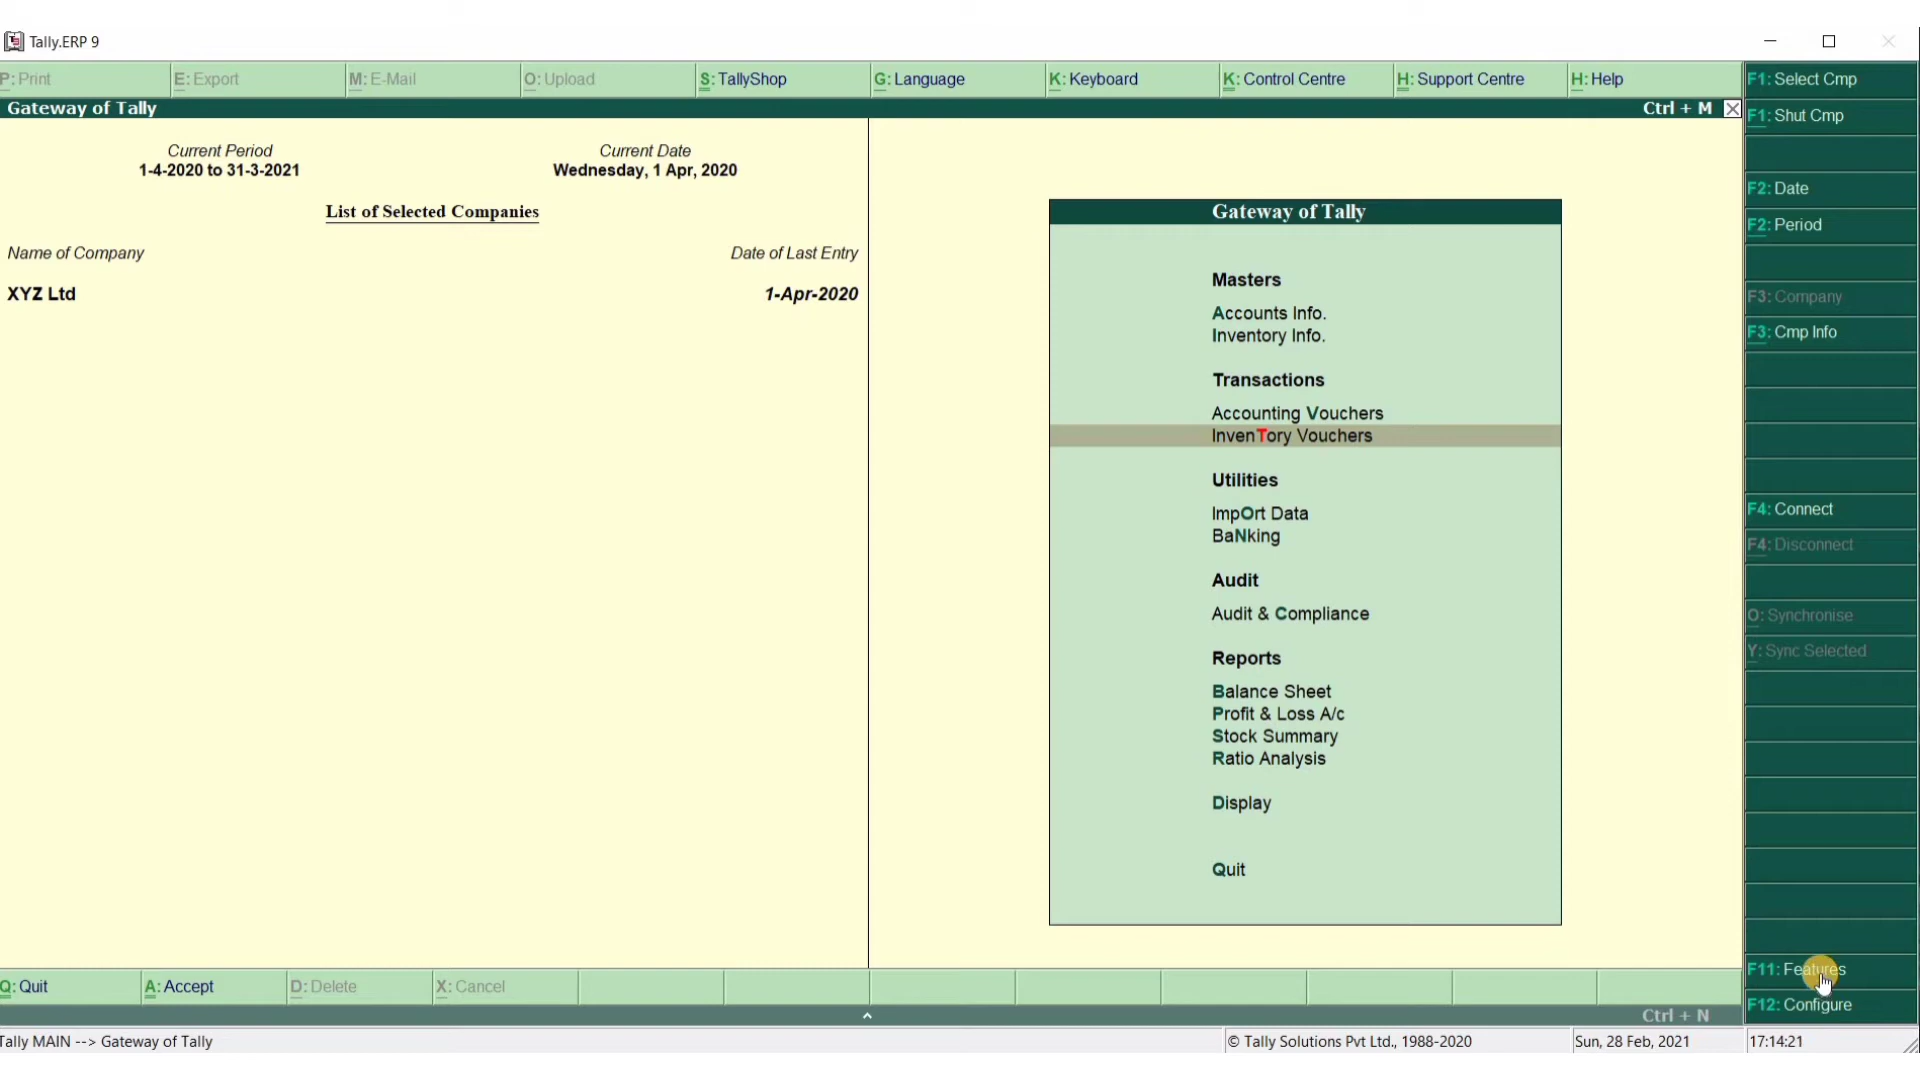 Tally.ERP 9
P: Print E: Export M: E-Mail O: Upload S: TallyShop G: Language K: Keyboard K: Control Centre H: Support Centre H: Help
Gateway of Tally Ctrl + M
Current Period Current Date
1-4-2020 to 31-3-2021 Wednesday, 1 Apr, 2020
List of Selected Companies
Name of Company Date of Last Entry
XYZ Ltd 1-Apr-2020
Gateway of Tally
Masters
Accounts Info.
Inventory Info.
Transactions
Accounting Vouchers
InvenTory Vouchers
Utilities
ImpOrt Data
BaNking
Audit
Audit & Compliance
Reports
Balance Sheet
Profit & Loss A/c
Stock Summary
Ratio Analysis
Display
Quit
F1: Select Cmp
F1: Shut Cmp
F2: Date
F2: Period
F3: Company
F3: Cmp Info
F4: Connect
F4: Disconnect
O: Synchronise
Y: Sync Selected
F11: Features
F12: Configure
Q: Quit A: Accept D: Delete X: Cancel
Ctrl + N
Tally MAIN --> Gateway of Tally © Tally Solutions Pvt Ltd., 1988-2020 Sun, 28 Feb, 2021 17:14:21